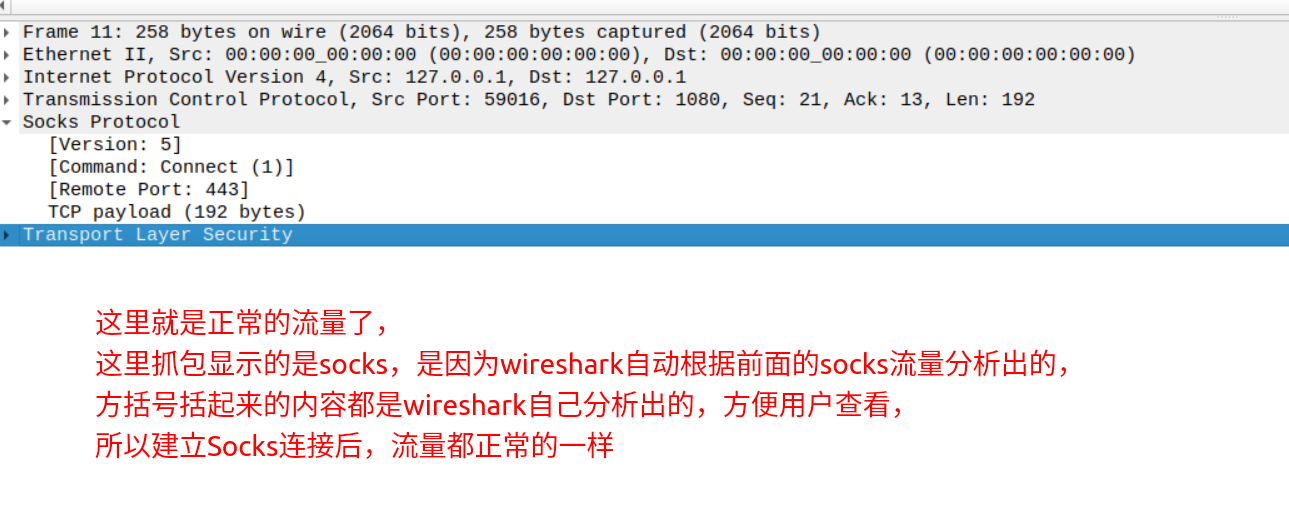 Frame 11: 258 bytes on wire (2064 bits), 258 bytes captured (2064 bits)
Ethernet II, Src: 00:00:00_00:00:00 (00:00:00:00:00:00), Dst: 00:00:00_00:00:00 (00:00:00:00:00:00)
Internet Protocol Version 4, Src: 127.0.0.1, Dst: 127.0.0.1
Transmission Control Protocol, Src Port: 59016, Dst Port: 1080, Seq: 21, Ack: 13, Len: 192
Socks Protocol
[Version: 5]
[Command: Connect (1)]
[Remote Port: 443]
TCP payload (192 bytes)
Transport Layer Security
这里就是正常的流量了，
这里抓包显示的是socks，是因为wireshark自动根据前面的socks流量分析出的，
方括号括起来的内容都是wireshark自己分析出的，方便用户查看，
所以建立Socks连接后，流量都正常的一样